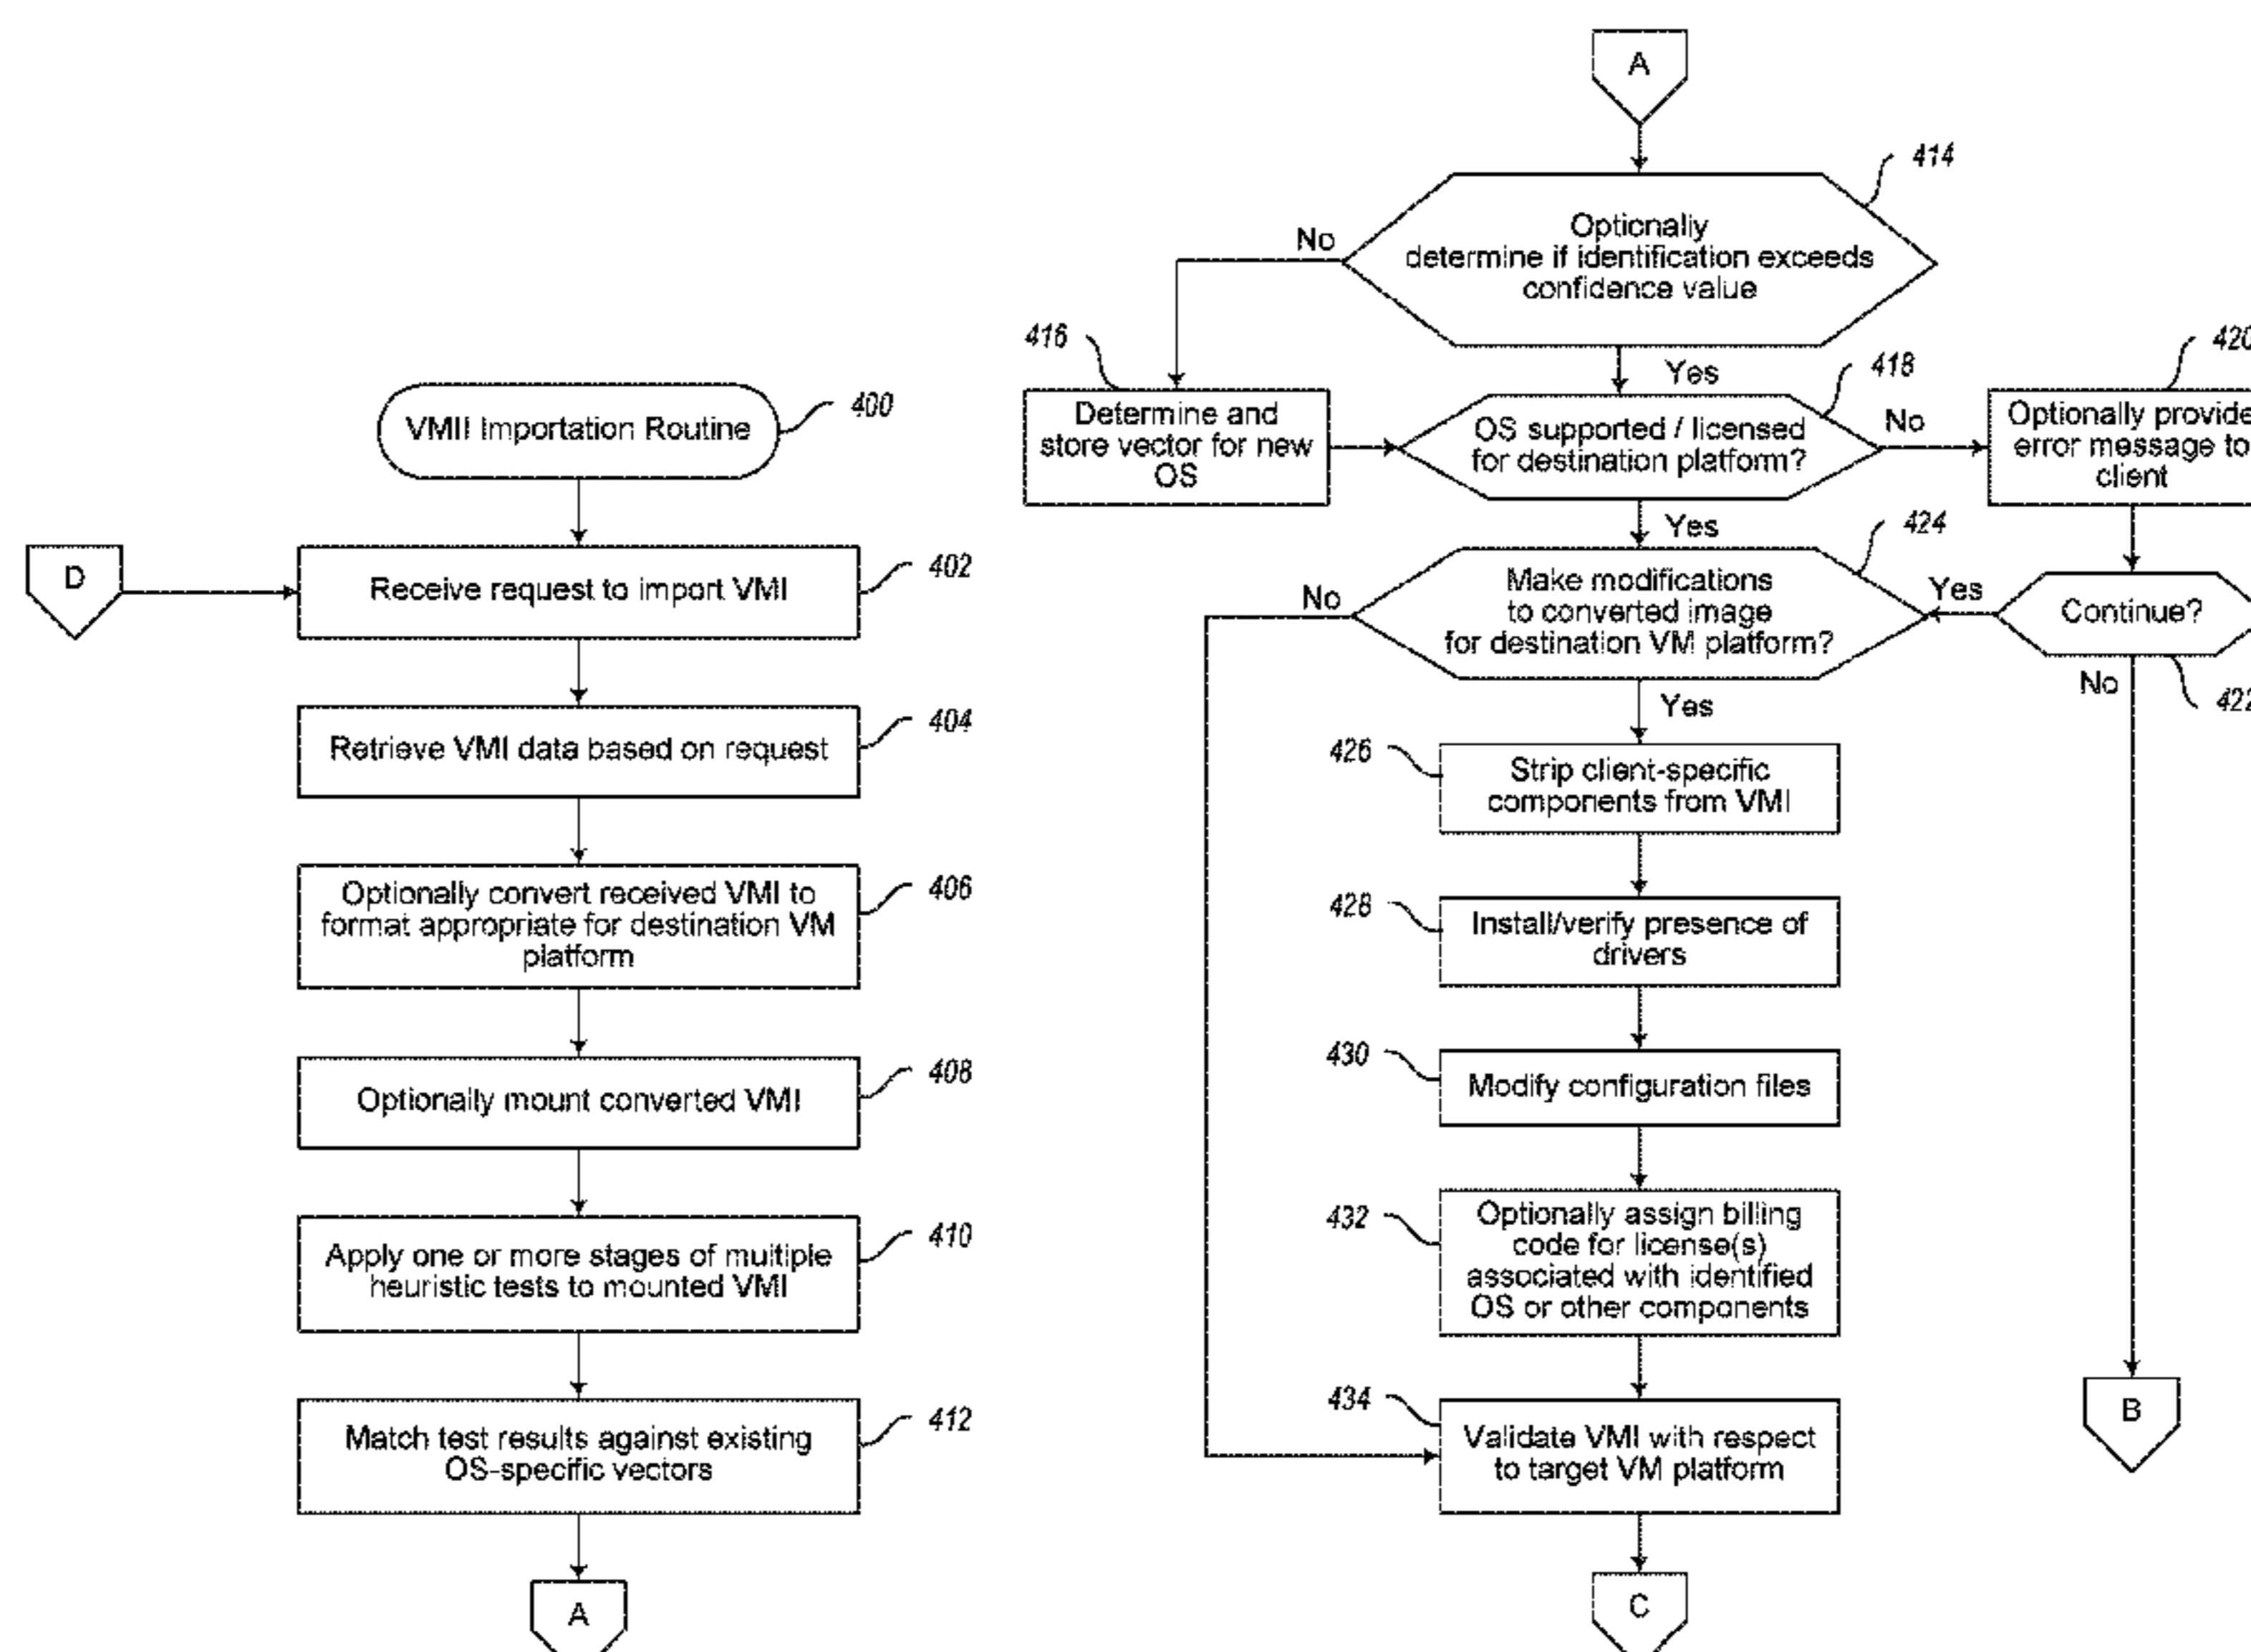 VMII Importation Routine
400
D
Receive request to import VMI
402
Retrieve VMI data based on request
404
Optionally convert received VMI to
format appropriate for destination VM
platform
406
Optionally mount converted VMI
408
Apply one or more stages of multiple
heuristic tests to mounted VMI
410
Match test results against existing
OS-specific vectors
412
A
A
Optionally
determine if identification exceeds
confidence value
414
No
Yes
416
Determine and
store vector for new
OS
OS supported / licensed
for destination platform?
418
No
Yes
420
Optionally provide
error message to
client
Continue?
422
Yes
No
B
Make modifications
to converted image
for destination VM platform?
424
No
Yes
426
Strip client-specific
components from VMI
428
Install/verify presence of
drivers
430
Modify configuration files
432
Optionally assign billing
code for license(s)
associated with identified
OS or other components
434
Validate VMI with respect
to target VM platform
C